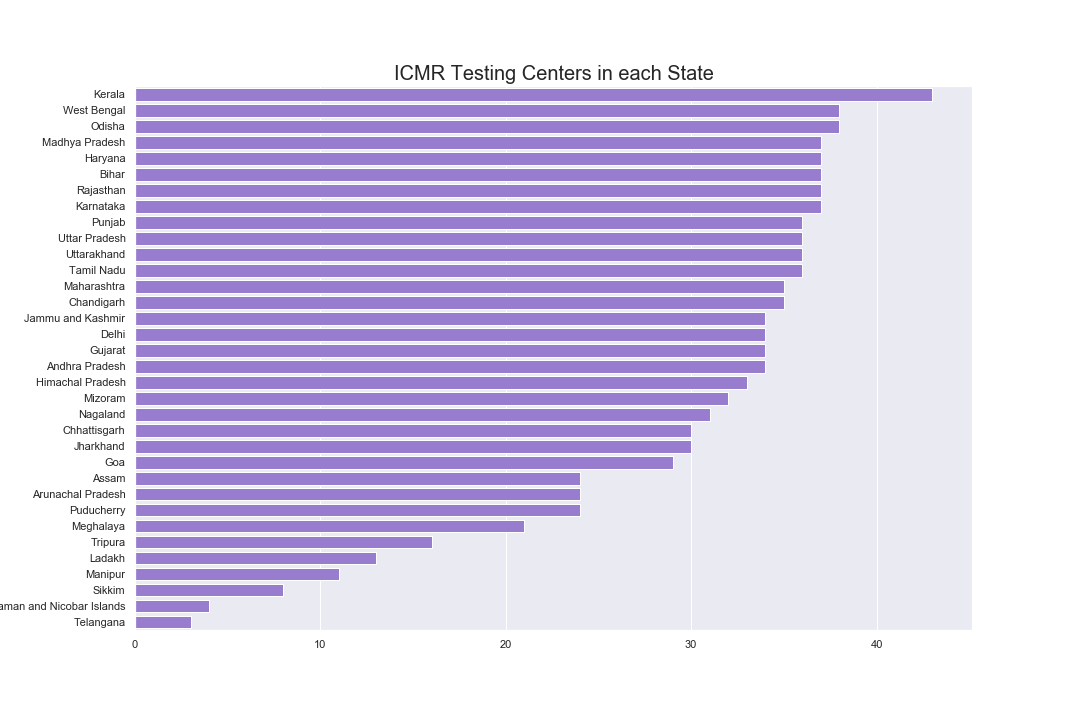 ICMR Testing Centers in each State
Kerala
West Bengal
Odisha
Madhya Pradesh
Haryana
Bihar
Rajasthan
Karnataka
Punjab
Uttar Pradesh
Uttarakhand
Tamil Nadu
Maharashtra
Chandigarh
Jammu and Kashmir
Delhi
Gujarat
Andhra Pradesh
Himachal Pradesh
Mizoram
Nagaland
Chhattisgarh
Jharkhand
Goa
Assam
Arunachal Pradesh
Puducherry
Meghalaya
Tripura
Ladakh
Manipur
Sikkim
aman and Nicobar Islands
Telangana
0 10 20 30 40